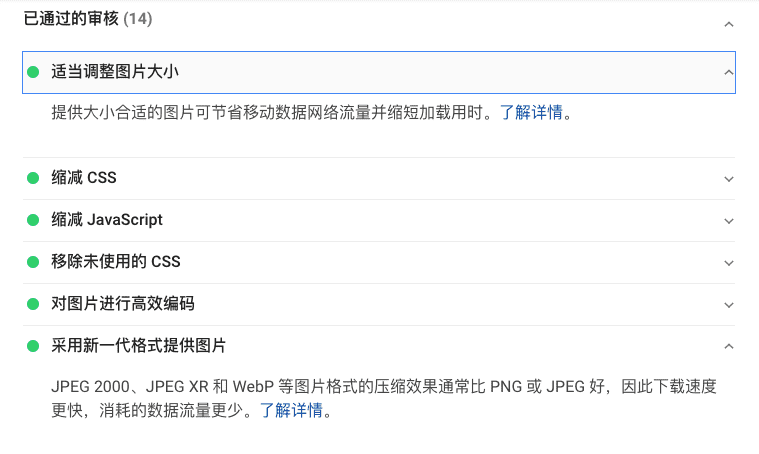 已通过的审核 (14)
适当调整图片大小
提供大小合适的图片可节省移动数据网络流量并缩短加载用时。了解详情。
缩减 CSS
缩减 JavaScript
移除未使用的 CSS
对图片进行高效编码
采用新一代格式提供图片
JPEG 2000、JPEG XR 和 WebP 等图片格式的压缩效果通常比 PNG 或 JPEG 好，因此下载速度
更快，消耗的数据流量更少。了解详情。